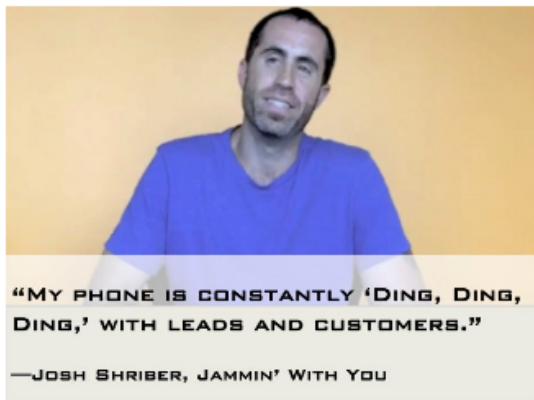 “My phone is constantly ‘Ding, Ding,
Ding,’ with leads and customers.”
—Josh Shriber, Jammin’ With You